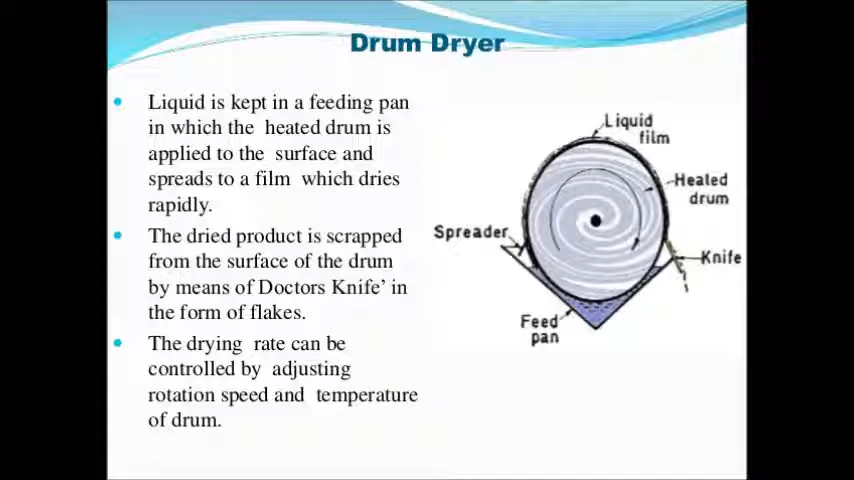 Drum Dryer
Liquid is kept in a feeding pan
in which the heated drum is
applied to the surface and
spreads to a film which dries
rapidly.
The dried product is scrapped
from the surface of the drum
by means of Doctors Knife' in
the form of flakes.
The drying rate can be
controlled by adjusting
rotation speed and temperature
of drum.
Liquid
film
Heated
drum
Spreader
Knife
Feed
pan